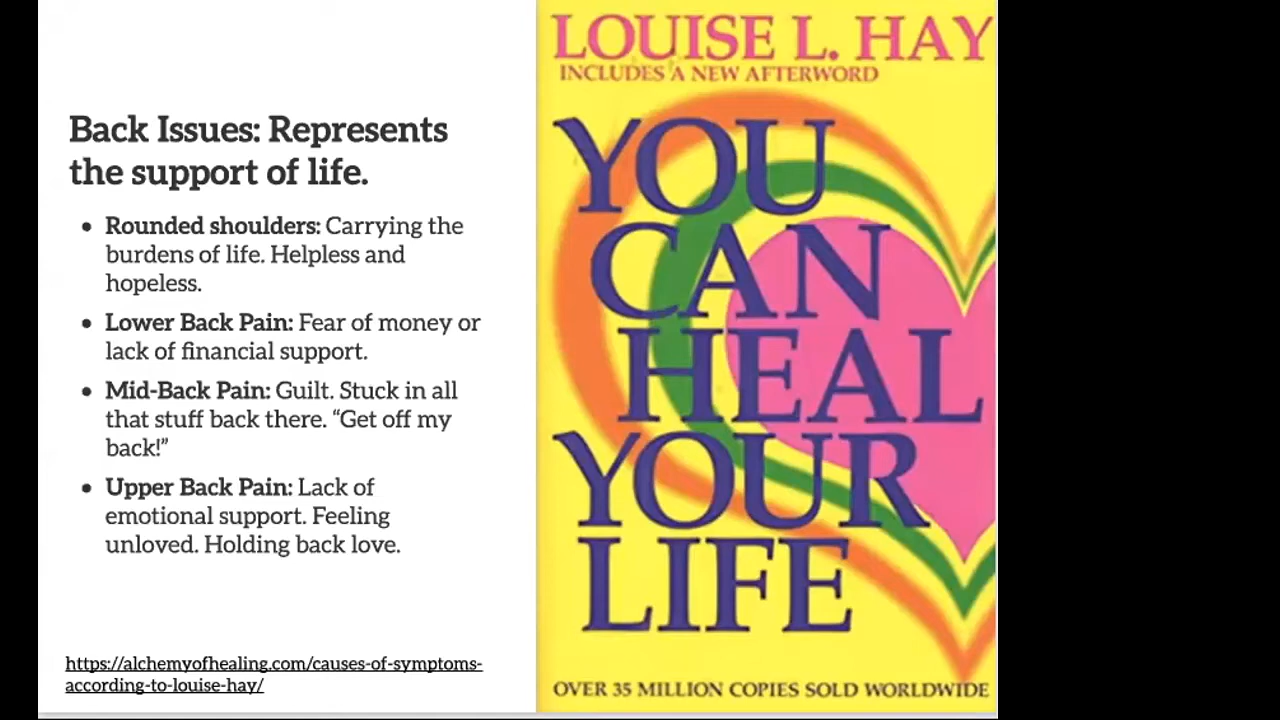 Back Issues: Represents
the support of life.
• Rounded shoulders: Carrying the
burdens of life. Helpless and
hopeless.
• Lower Back Pain: Fear of money or
lack of financial support.
• Mid-Back Pain: Guilt. Stuck in all
that stuff back there. “Get off my
back!”
• Upper Back Pain: Lack of
emotional support. Feeling
unloved. Holding back love.
https://alchemyofhealing.com/causes-of-symptoms-
according-to-louise-hay/
LOUISE L. HAY
INCLUDES A NEW AFTERWORD
YOU
CAN
HEAL
YOUR
LIFE
OVER 35 MILLION COPIES SOLD WORLDWIDE